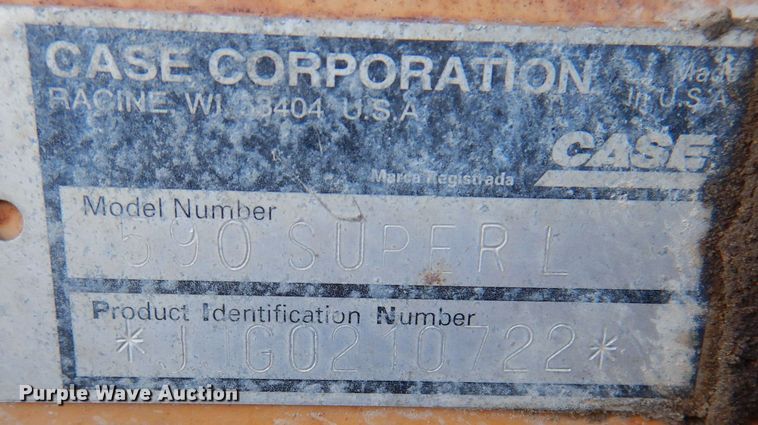 CASE CORPORATION
Made
RACINE, WI. 53404 U.S.A.
In U.S.A.
CASE
Marca Registrada
Model Number
590 SUPER L
Product Identification Number
*JJG0210722*
Purple Wave Auction